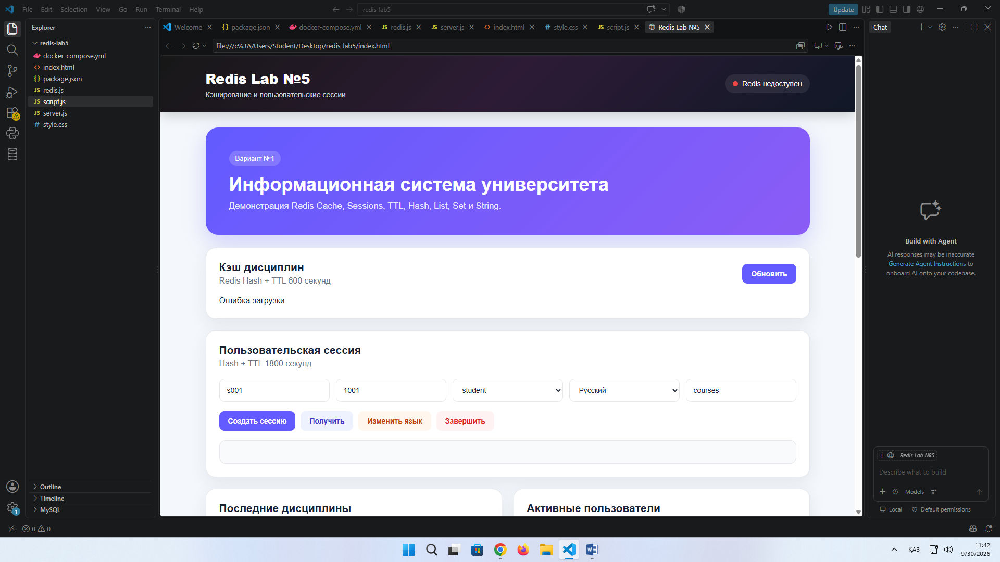 File Edit Selection View Go Run Terminal Help
redis-lab5
Update
Explorer
Welcome
package.json
docker-compose.yml
redis.js
server.js
index.html
style.css
script.js
Redis Lab №5
Chat
redis-lab5
docker-compose.yml
index.html
package.json
redis.js
script.js
server.js
style.css
file:///c%3A/Users/Student/Desktop/redis-lab5/index.html
Redis Lab №5
Кэширование и пользовательские сессии
Redis недоступен
Вариант №1
Информационная система университета
Демонстрация Redis Cache, Sessions, TTL, Hash, List, Set и String.
Кэш дисциплин
Redis Hash + TTL 600 секунд
Обновить
Ошибка загрузки
Пользовательская сессия
Hash + TTL 1800 секунд
s001
1001
student
Русский
courses
Создать сессию
Получить
Изменить язык
Завершить
Последние дисциплины
Активные пользователи
Build with Agent
AI responses may be inaccurate
Generate Agent Instructions to
onboard AI onto your codebase.
Redis Lab №5
Describe what to build
Models
Local
Default permissions
Outline
Timeline
MySQL
1
0 0
ҚАЗ
11:42
9/30/2026